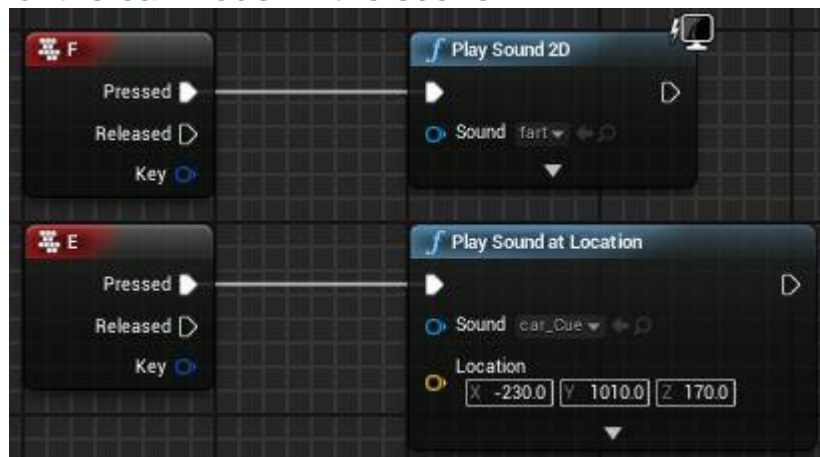 F
Play Sound 2D
Pressed
Released
Sound fart
Key
E
Play Sound at Location
Pressed
Released
Sound car_Cue
Key
Location
X -230.0 Y 1010.0 Z 170.0